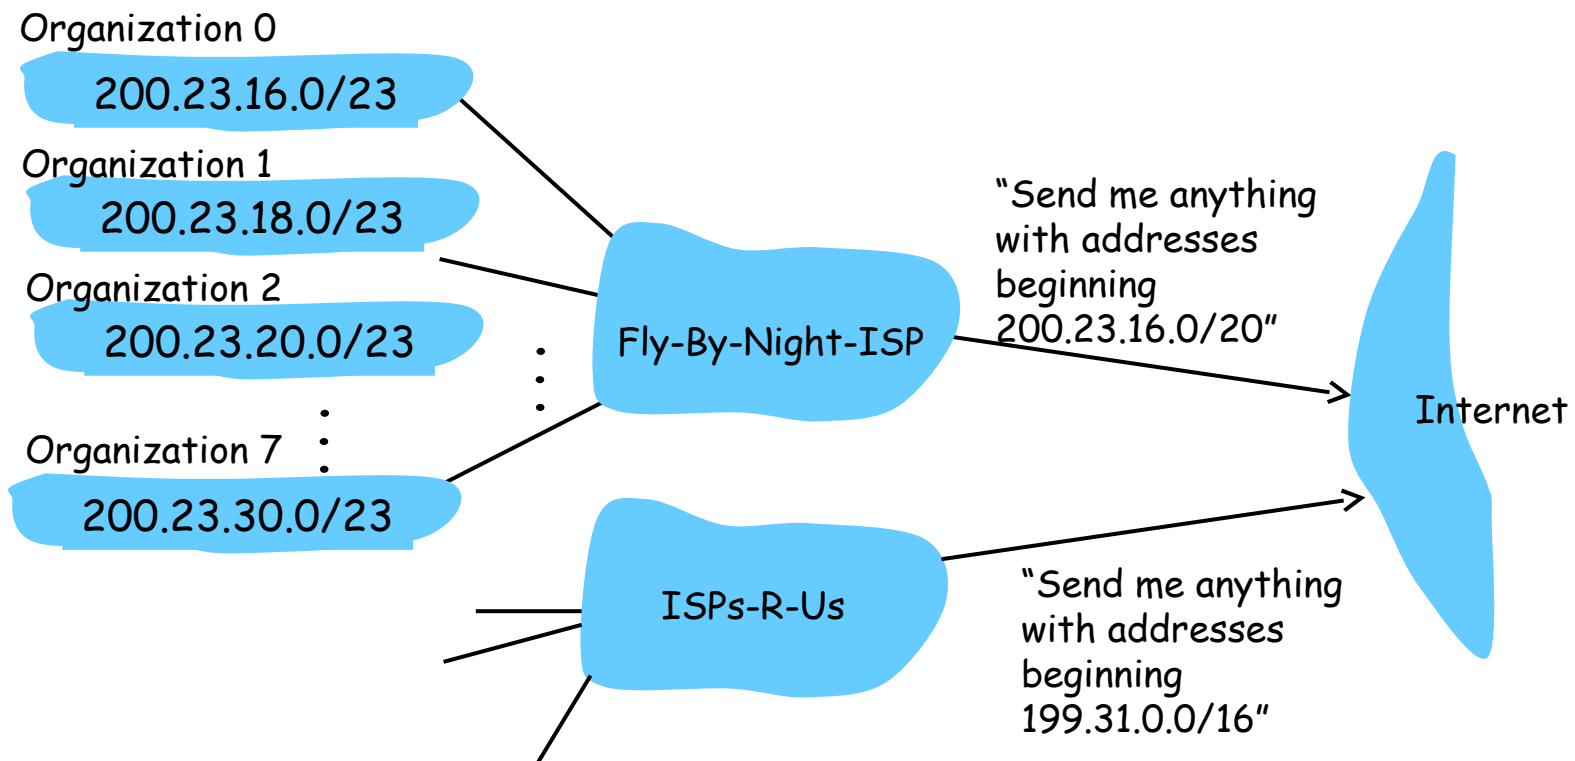 Organization 0
200.23.16.0/23
Organization 1
200.23.18.0/23
Organization 2
200.23.20.0/23
Organization 7
200.23.30.0/23
Fly-By-Night-ISP
“Send me anything
with addresses
beginning
200.23.16.0/20”
Internet
ISPs-R-Us
“Send me anything
with addresses
beginning
199.31.0.0/16”